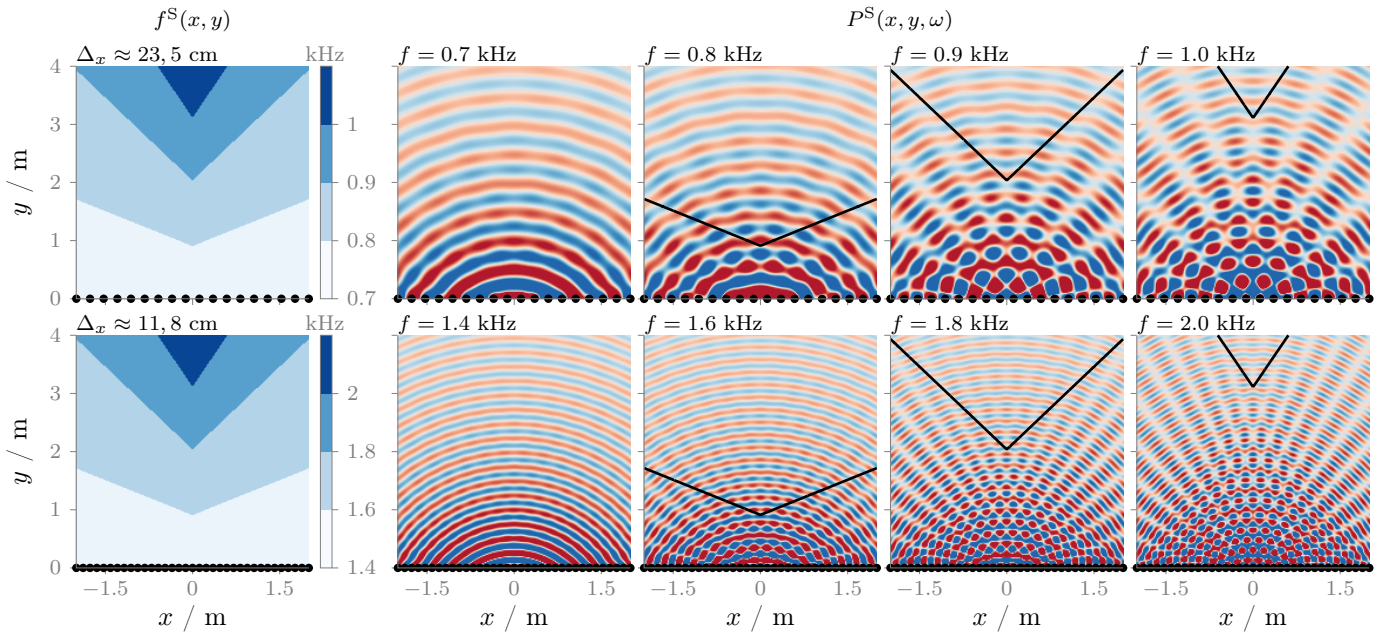 f^S(x, y)
P^S(x, y, ω)
Δₓ ≈ 23, 5 cm
kHz
f = 0.7 kHz
f = 0.8 kHz
f = 0.9 kHz
f = 1.0 kHz
4
3
2
1
0
y / m
1
0.9
0.8
0.7
Δₓ ≈ 11, 8 cm
kHz
f = 1.4 kHz
f = 1.6 kHz
f = 1.8 kHz
f = 2.0 kHz
4
3
2
1
0
y / m
2
1.8
1.6
1.4
−1.5 0 1.5
−1.5 0 1.5
−1.5 0 1.5
−1.5 0 1.5
−1.5 0 1.5
x / m
x / m
x / m
x / m
x / m